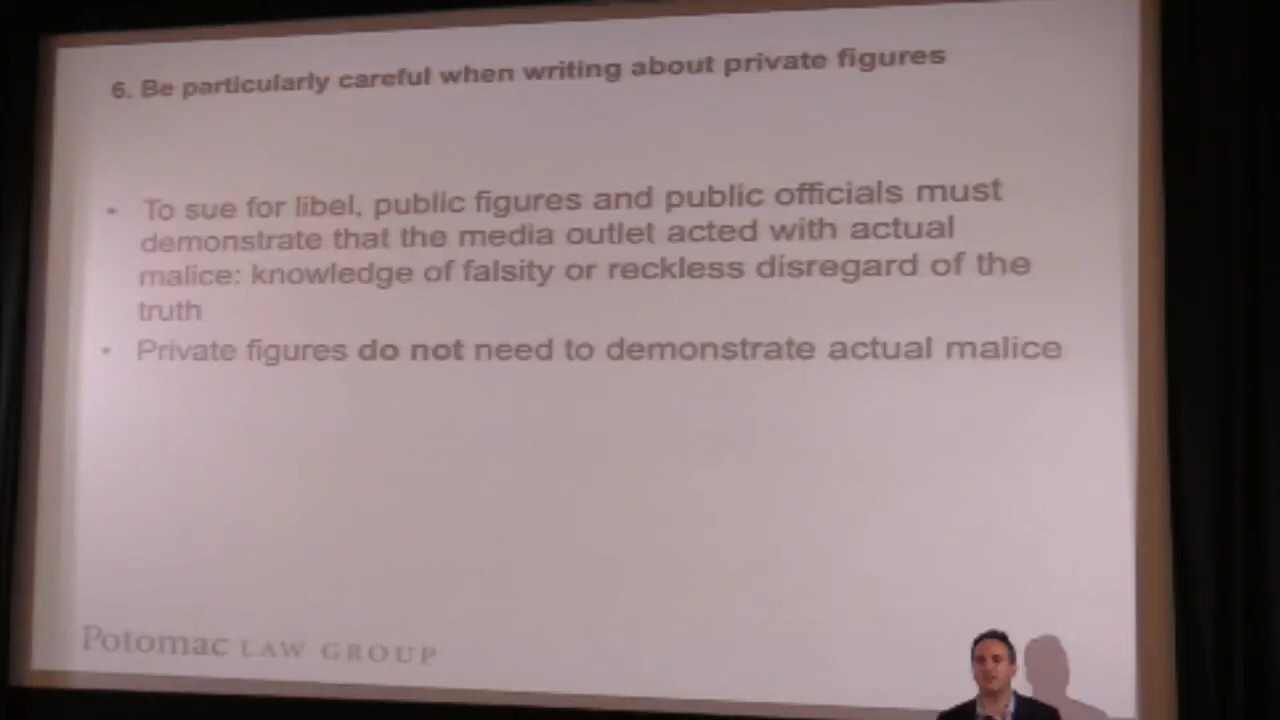 6. Be particularly careful when writing about private figures
• To sue for libel, public figures and public officials must
demonstrate that the media outlet acted with actual
malice: knowledge of falsity or reckless disregard of the
truth
• Private figures do not need to demonstrate actual malice
Potomac LAW GROUP